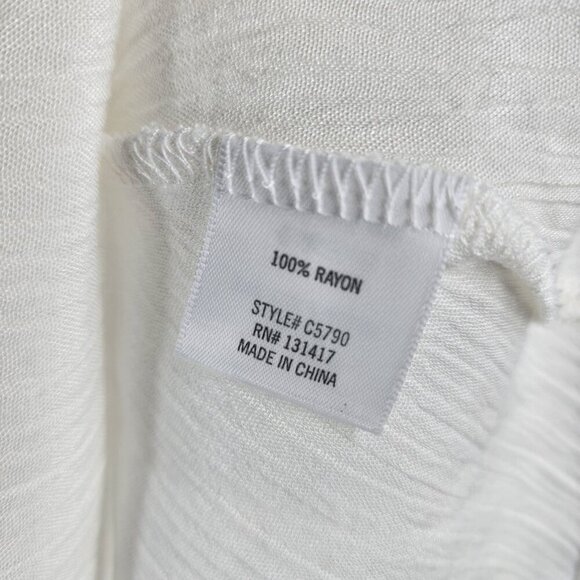 100% RAYON
STYLE# C5790
RN# 131417
MADE IN CHINA